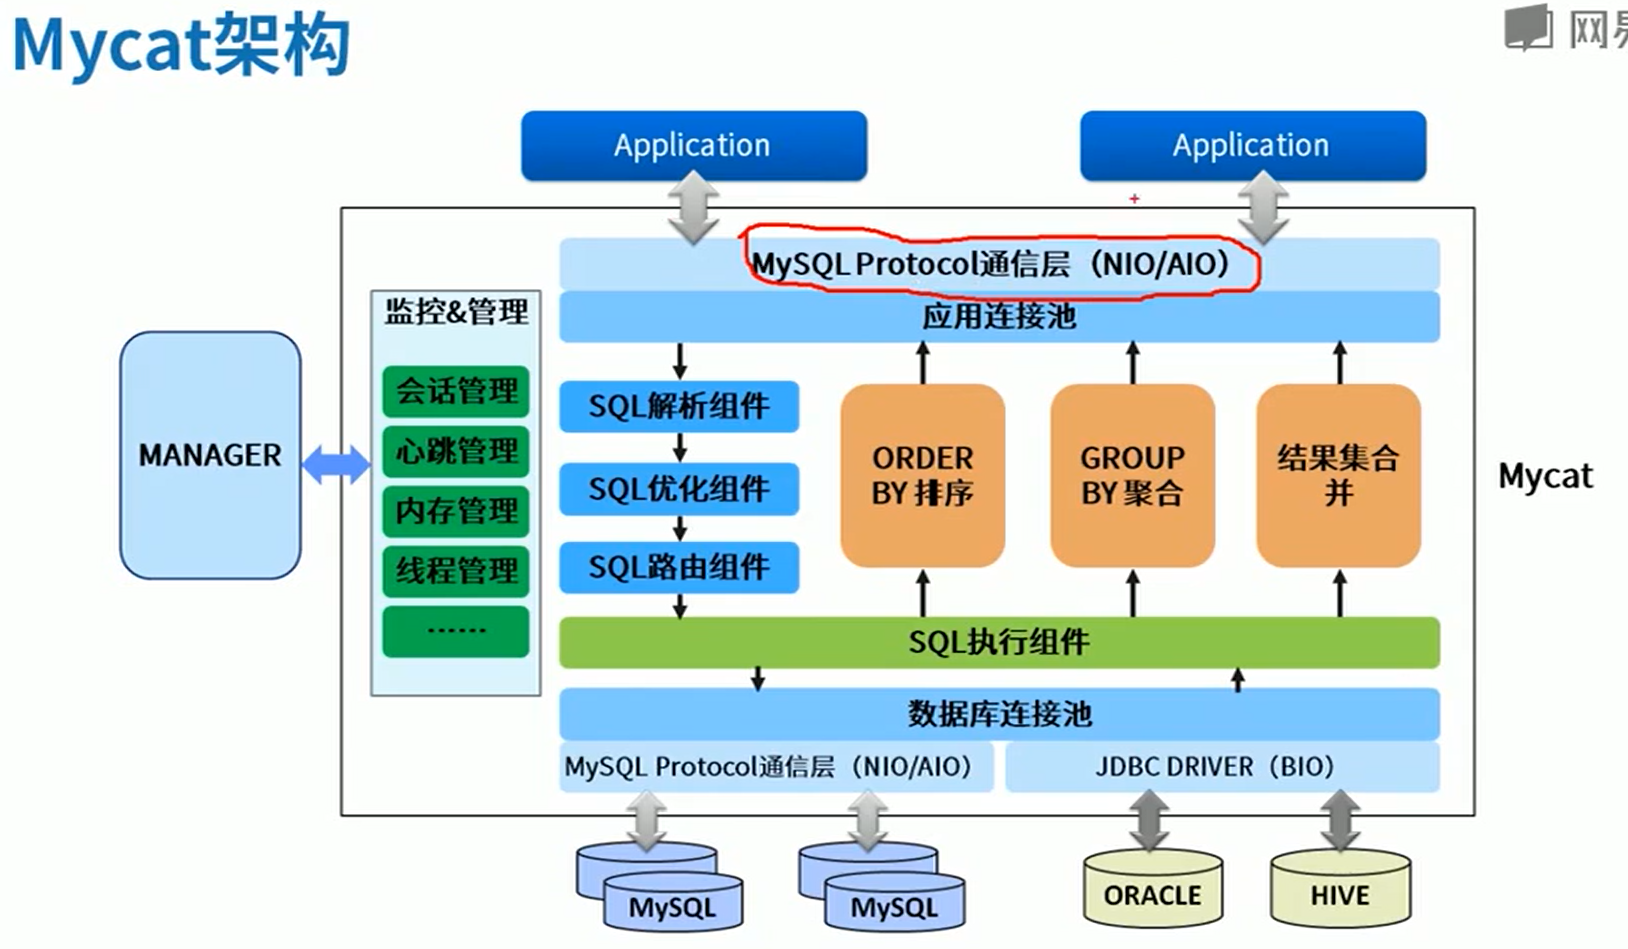 Mycat架构
网易
Application
Application
MySQL Protocol通信层（NIO/AIO）
应用连接池
监控&管理
会话管理
心跳管理
内存管理
线程管理
……
MANAGER
SQL解析组件
SQL优化组件
SQL路由组件
ORDER
BY 排序
GROUP
BY 聚合
结果集合
并
Mycat
SQL执行组件
数据库连接池
MySQL Protocol通信层（NIO/AIO）
JDBC DRIVER（BIO）
MySQL
MySQL
ORACLE
HIVE